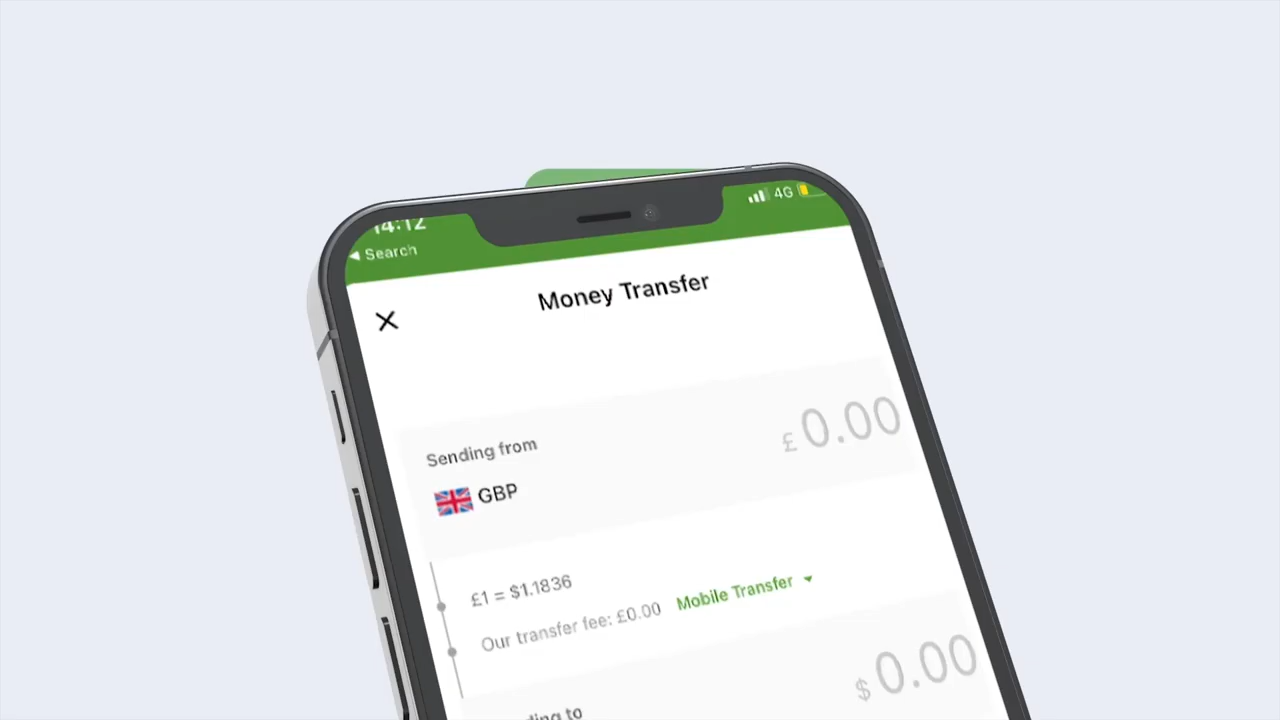 14:12
4G
Search
Money Transfer
£ 0.00
Sending from
GBP
£1 = $1.1836
Our transfer fee: £0.00 Mobile Transfer
$ 0.00
to